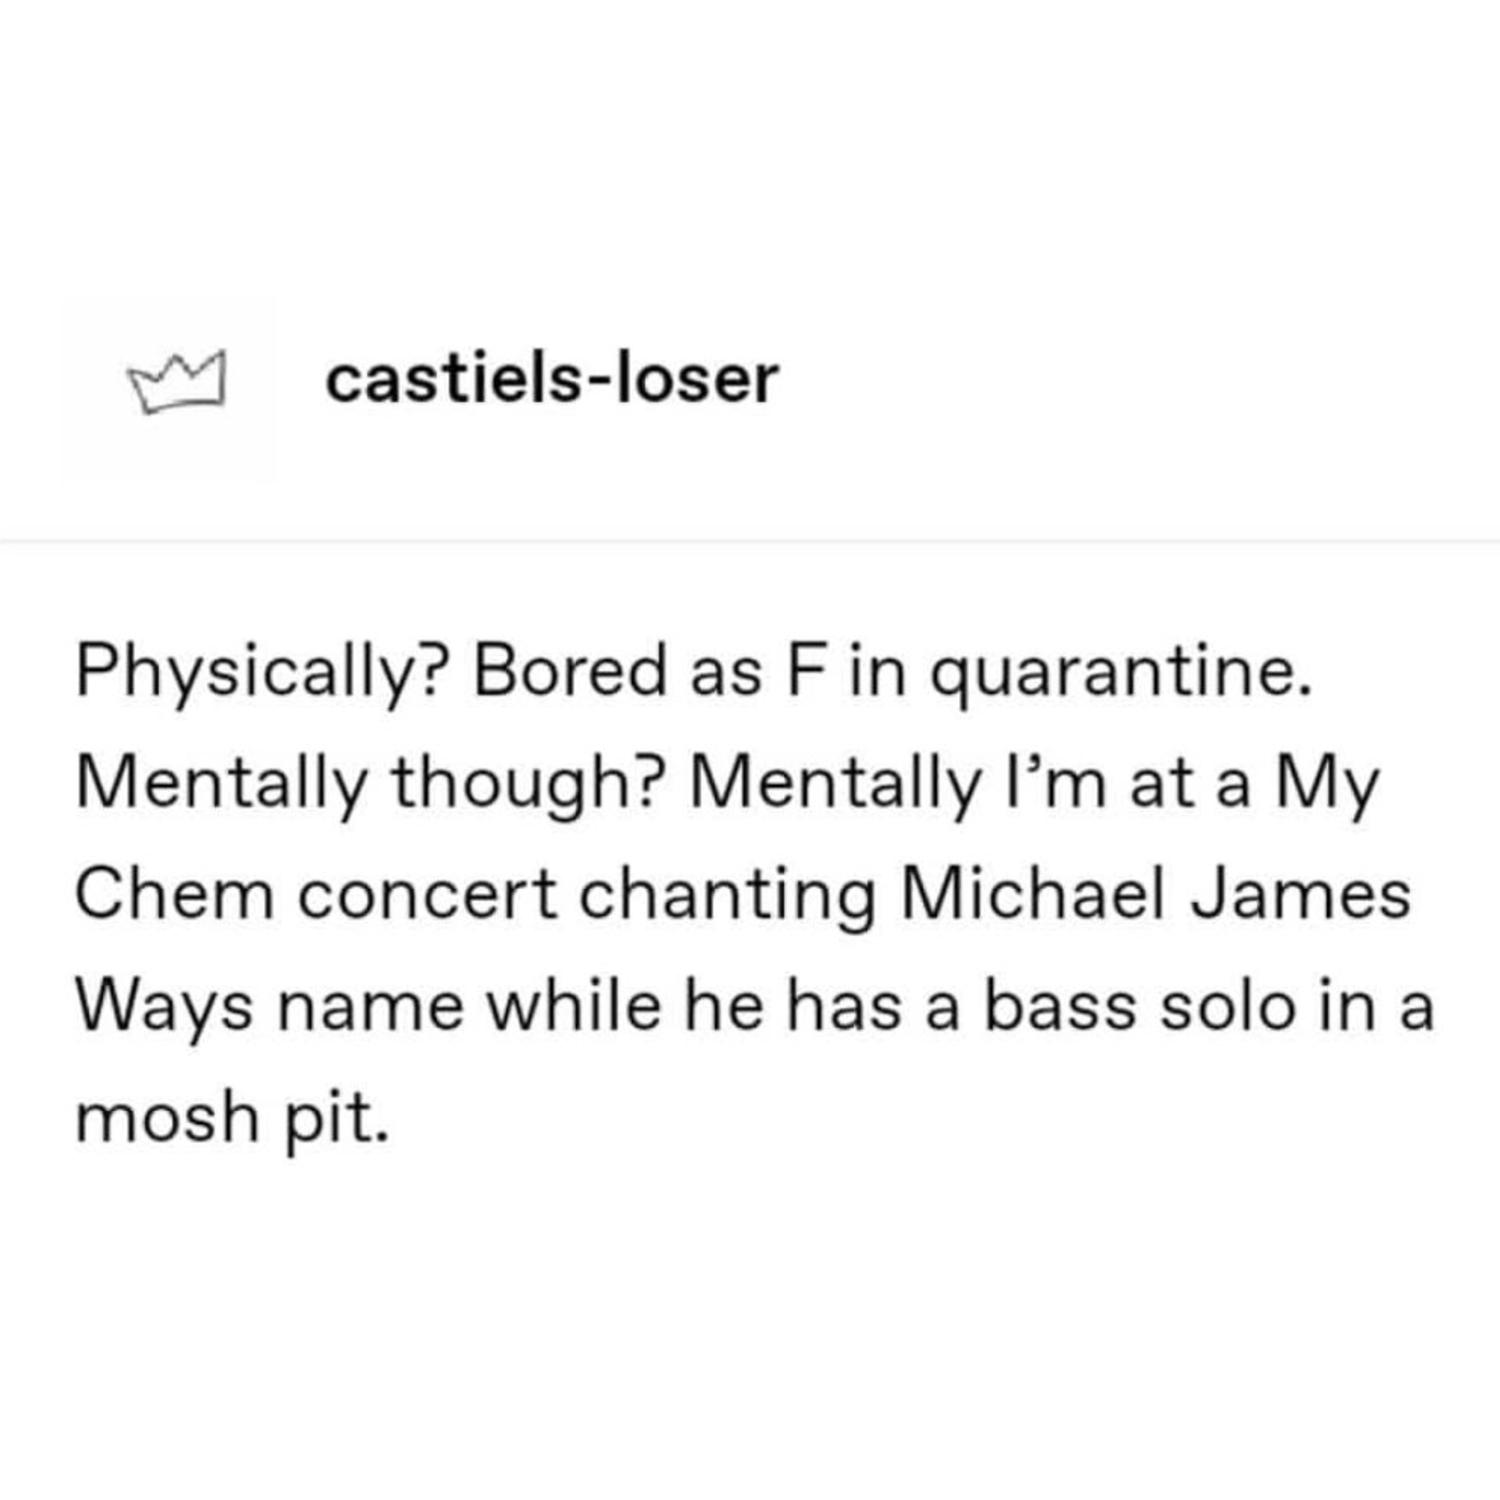 castiels-loser
Physically? Bored as F in quarantine.
Mentally though? Mentally I’m at a My
Chem concert chanting Michael James
Ways name while he has a bass solo in a
mosh pit.